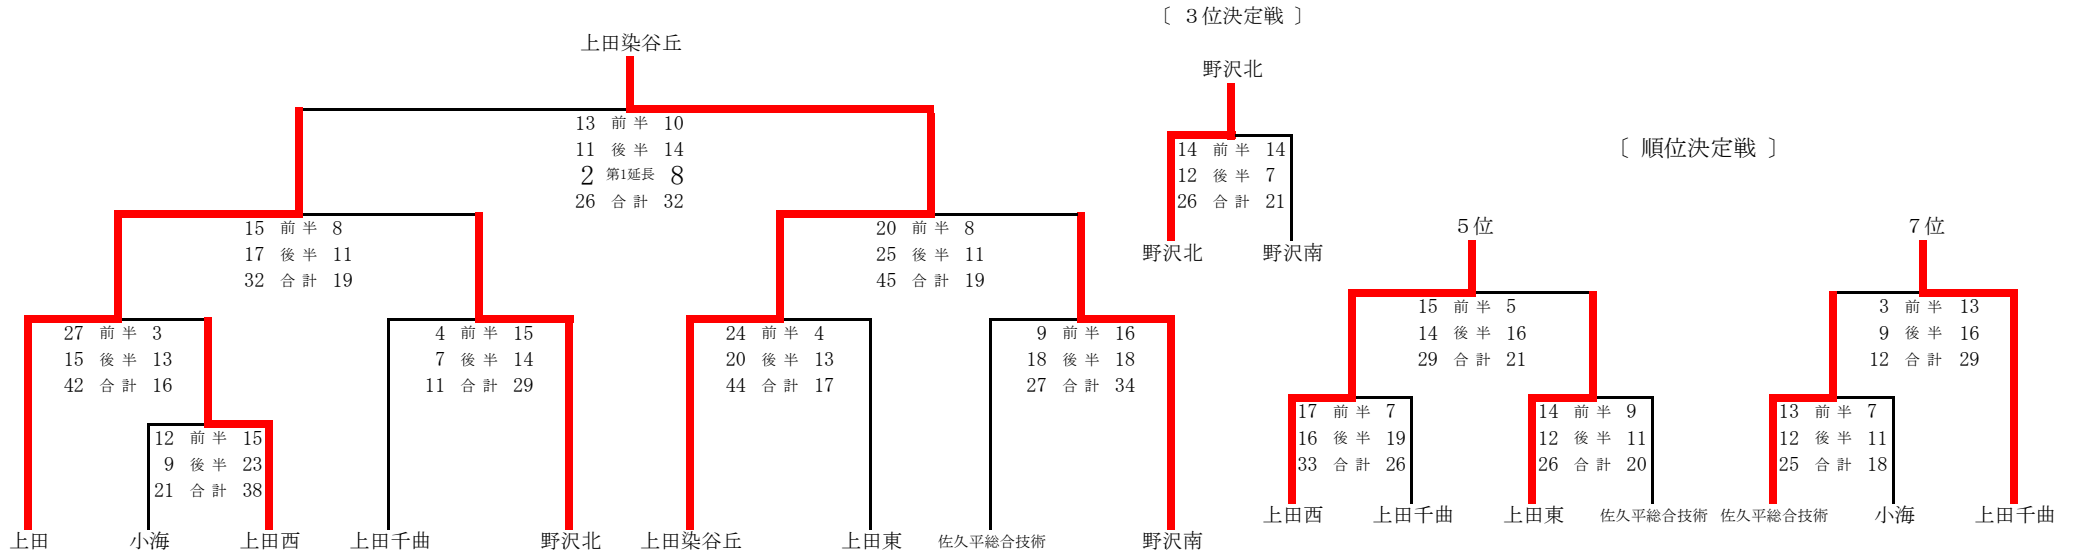 〔 ３位決定戦 〕
上田染谷丘
野沢北
13 前半 10
11 後半 14
2 第1延長 8
26 合計 32
14 前半 14
12 後半 7
26 合計 21
野沢北 野沢南
〔 順位決定戦 〕
15 前半 8
17 後半 11
32 合計 19
20 前半 8
25 後半 11
45 合計 19
５位
７位
27 前半 3
15 後半 13
42 合計 16
4 前半 15
7 後半 14
11 合計 29
24 前半 4
20 後半 13
44 合計 17
9 前半 16
18 後半 18
27 合計 34
15 前半 5
14 後半 16
29 合計 21
3 前半 13
9 後半 16
12 合計 29
12 前半 15
9 後半 23
21 合計 38
17 前半 7
16 後半 19
33 合計 26
14 前半 9
12 後半 11
26 合計 20
13 前半 7
12 後半 11
25 合計 18
上田 小海 上田西 上田千曲 野沢北 上田染谷丘 上田東 佐久平総合技術 野沢南
上田西 上田千曲 上田東 佐久平総合技術 佐久平総合技術 小海 上田千曲